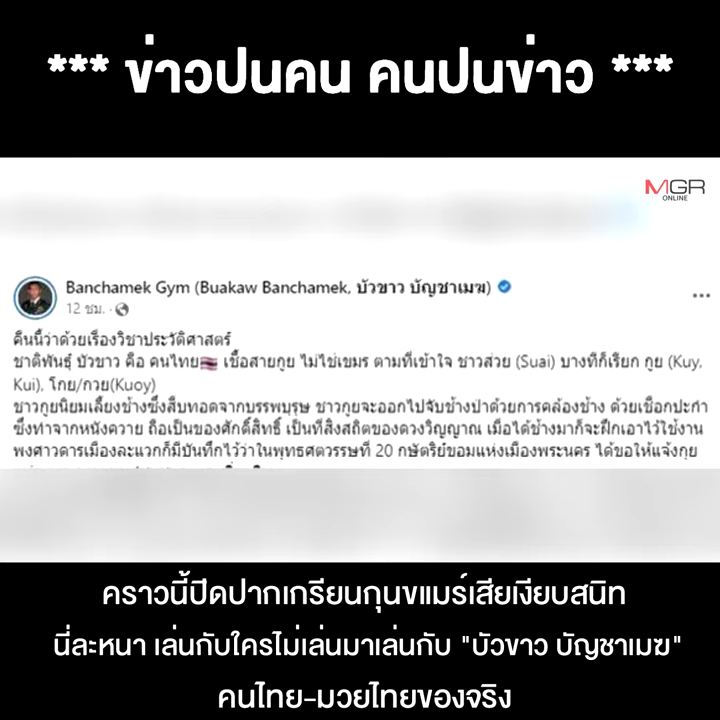 *** ข่าวปนคน คนปนข่าว ***
MGR
ONLINE
Banchamek Gym (Buakaw Banchamek, บัวขาว บัญชาเมฆ)
12 ชม.
คืนนี้ว่าด้วยเรื่องวิชาประวัติศาสตร์
ชาติพันธุ์ บัวขาว คือ คนไทย🇹🇭 เชื้อสายกูย ไม่ใช่เขมร ตามที่เข้าใจ ชาวส่วย (Suai) บางทีก็เรียก กูย (Kuy,
Kui), โกย/กวย(Kuoy)
ชาวกูยนิยมเลี้ยงช้างซึ่งสืบทอดจากบรรพบุรุษ ชาวกูยจะออกไปจับช้างป่าด้วยการคล้องช้าง ด้วยเชือกปะกำ
ซึ่งทำจากหนังควาย ถือเป็นของศักดิ์สิทธิ์ เป็นที่สิงสถิตของดวงวิญญาณ เมื่อได้ช้างมาก็จะฝึกเอาไว้ใช้งาน
พงศาวดารเมืองละแวกก็มีบันทึกไว้ว่าในพุทธศตวรรษที่ 20 กษัตริย์ขอมแห่งเมืองพระนคร ได้ขอให้แจ้งกูย
คราวนี้ปิดปากเกรียนกุนขแมร์เสียเงียบสนิท
นี่ละหนา เล่นกับใครไม่เล่นมาเล่นกับ "บัวขาว บัญชาเมฆ"
คนไทย-มวยไทยของจริง